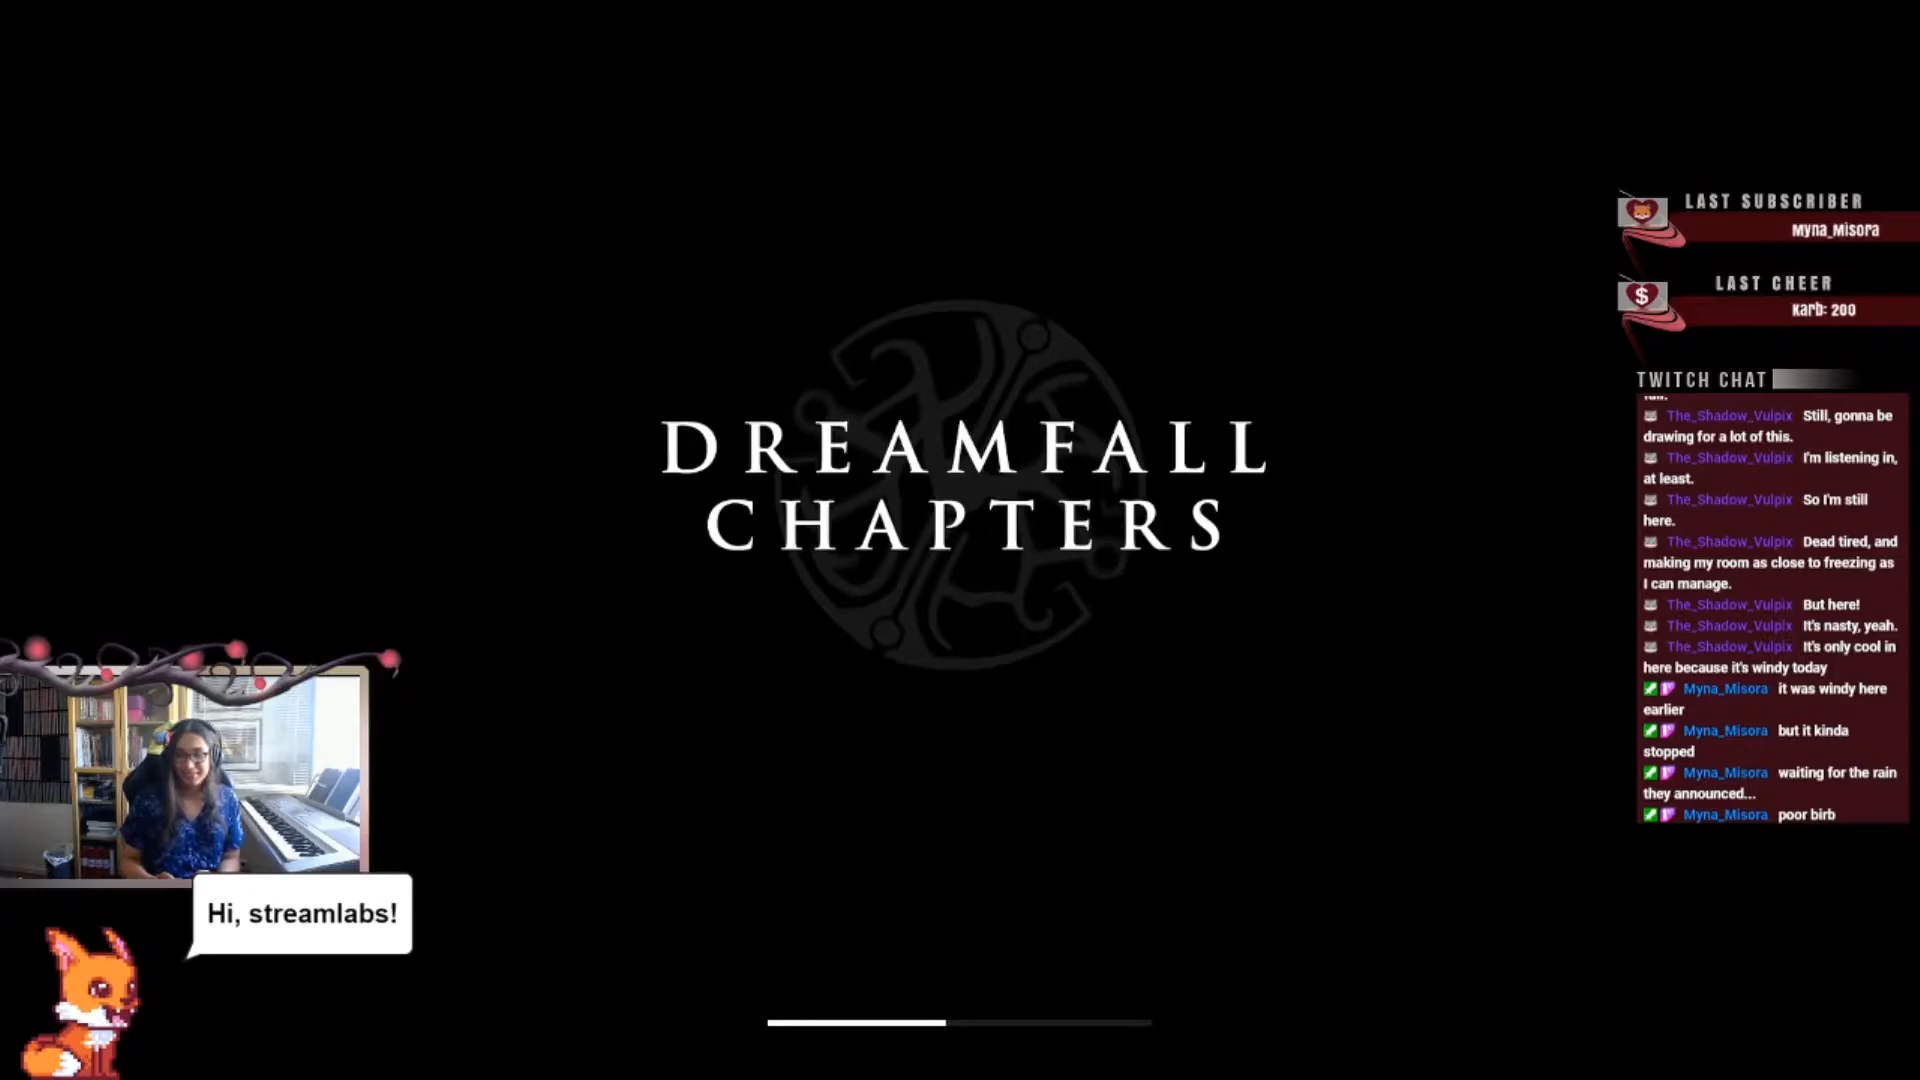 DREAMFALL
CHAPTERS
LAST SUBSCRIBER
Myna_Misora
LAST CHEER
$
Karb: 200
TWITCH CHAT
The_Shadow_Vulpix Still, gonna be
drawing for a lot of this.
The_Shadow_Vulpix I'm listening in,
at least.
The_Shadow_Vulpix So I'm still
here.
The_Shadow_Vulpix Dead tired, and
making my room as close to freezing as
I can manage.
The_Shadow_Vulpix But here!
The_Shadow_Vulpix It's nasty, yeah.
The_Shadow_Vulpix It's only cool in
here because it's windy today
Myna_Misora it was windy here
earlier
Myna_Misora but it kinda
stopped
Myna_Misora waiting for the rain
they announced...
Myna_Misora poor birb
Hi, streamlabs!